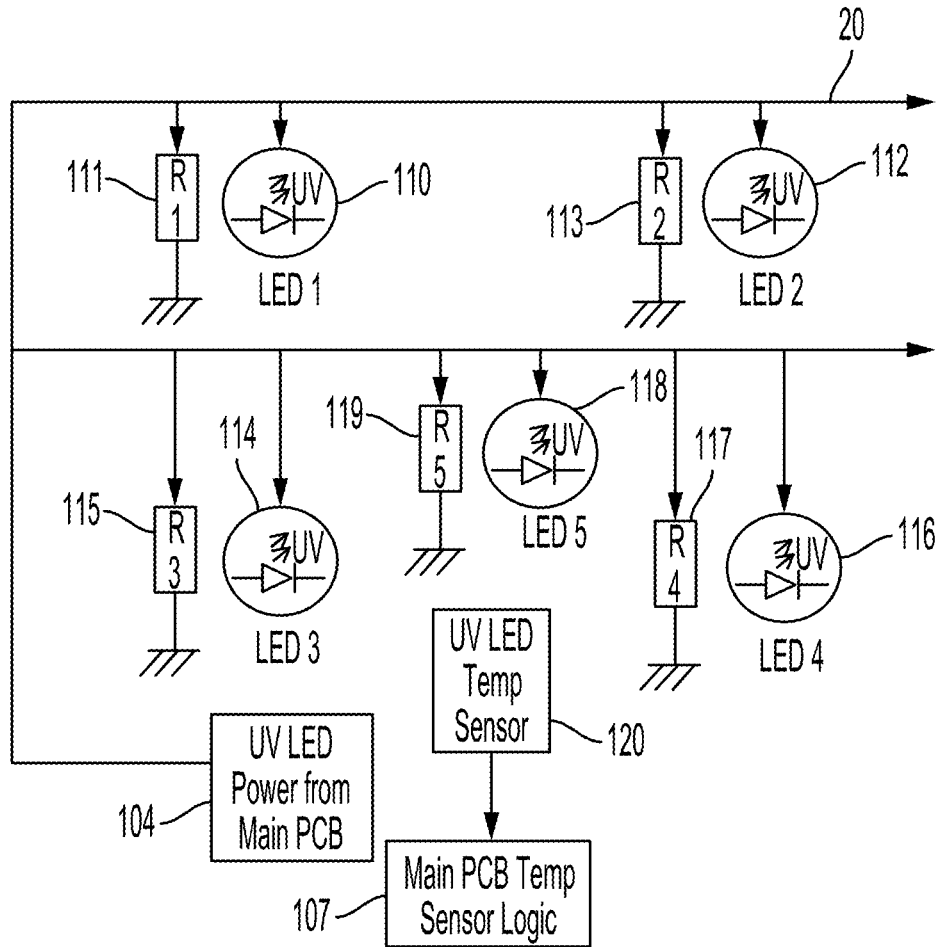 20
111
R
1
UV
110
LED 1
113
R
2
UV
112
LED 2
119
R
5
UV
118
LED 5
115
R
3
114
UV
LED 3
117
R
4
UV
116
LED 4
UV LED
Temp
Sensor
120
104
UV LED
Power from
Main PCB
107
Main PCB Temp
Sensor Logic